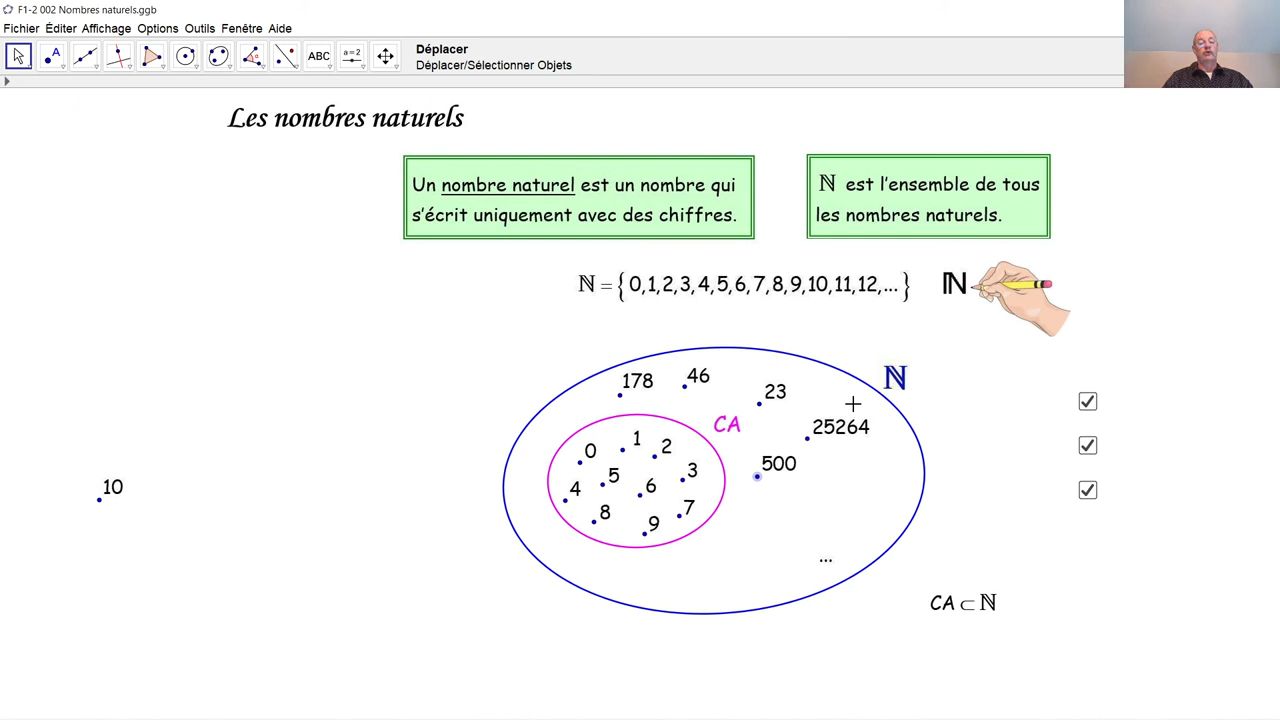 F1-2 002 Nombres naturels.ggb
Fichier Éditer Affichage Options Outils Fenêtre Aide
A
ABC
a=2
Déplacer
Déplacer/Sélectionner Objets
Les nombres naturels
Un nombre naturel est un nombre qui
s'écrit uniquement avec des chiffres.
ℕ est l'ensemble de tous
les nombres naturels.
ℕ = {0,1,2,3,4,5,6,7,8,9,10,11,12,...}
ℕ
178
46
23
ℕ
CA
25264
0
1
2
500
5
3
10
4
6
8
7
9
...
CA ⊂ ℕ